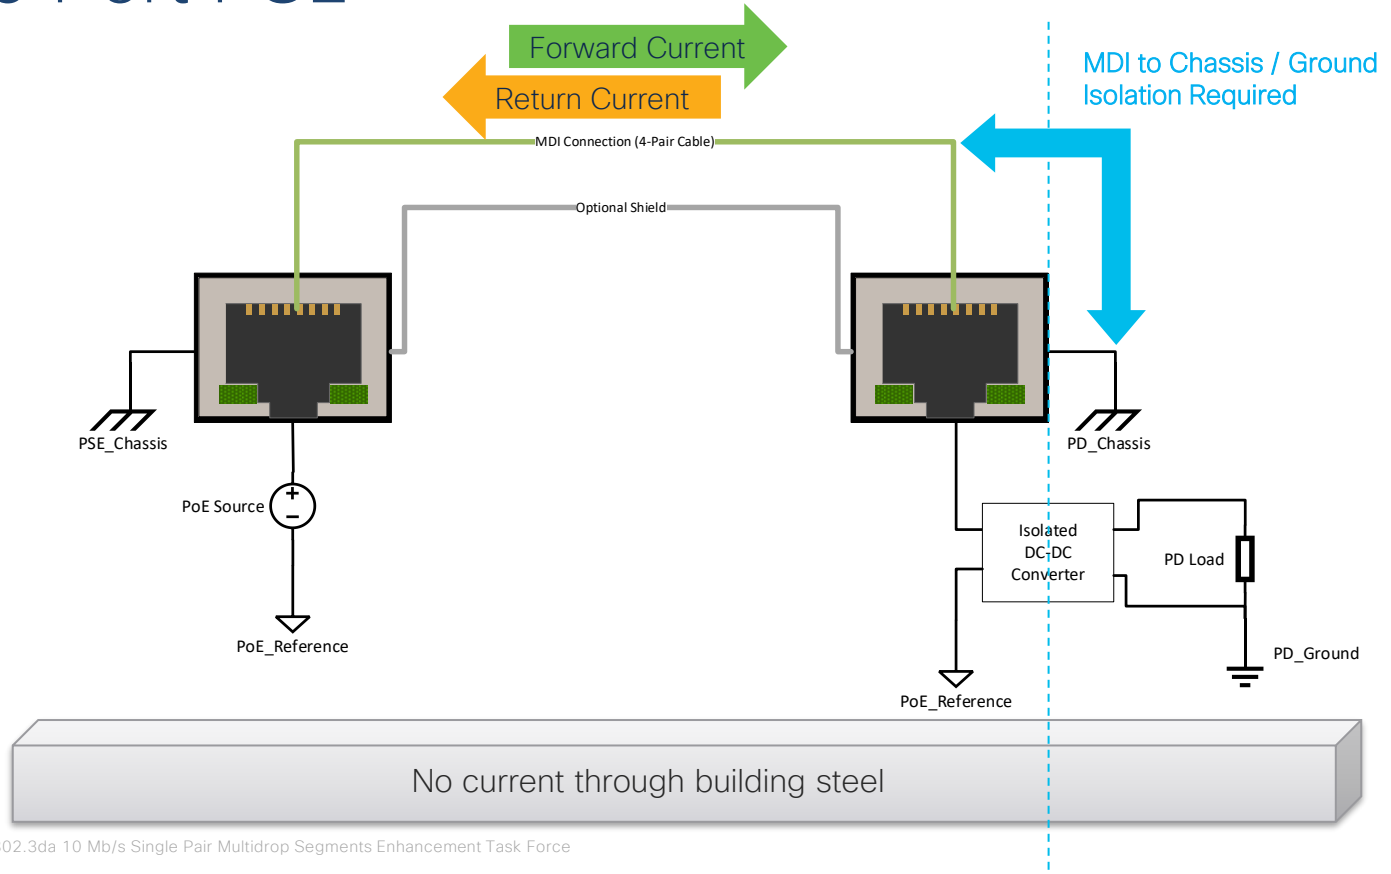 Forward Current
Return Current
MDI to Chassis / Ground
Isolation Required
MDI Connection (4-Pair Cable)
Optional Shield
PSE_Chassis
PD_Chassis
PoE Source
+
−
Isolated
DC-DC
Converter
PD Load
PoE_Reference
PD_Ground
PoE_Reference
No current through building steel
02.3da 10 Mb/s Single Pair Multidrop Segments Enhancement Task Force